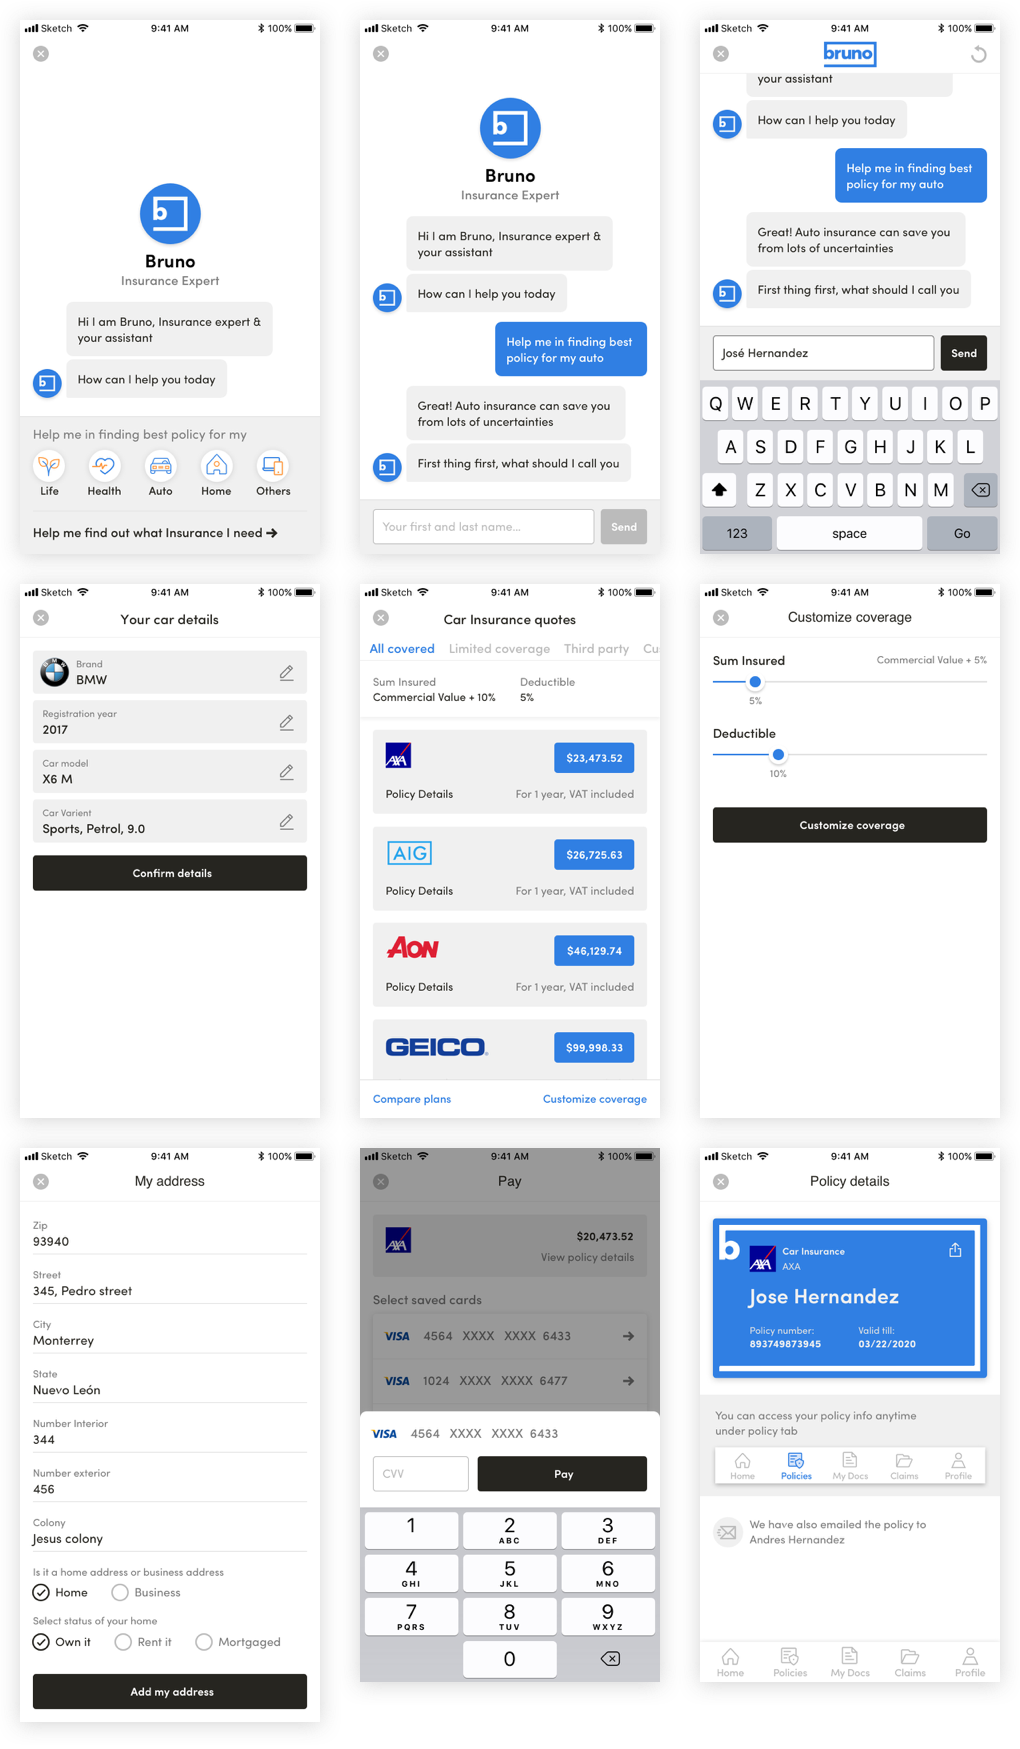 Sketch 9:41 AM 100%
b
Bruno
Insurance Expert
Hi I am Bruno, Insurance expert &
your assistant
b
How can I help you today
Help me in finding best policy for my
Life Health Auto Home Others
Help me find out what Insurance I need →
Sketch 9:41 AM 100%
b
Bruno
Insurance Expert
Hi I am Bruno, Insurance expert &
your assistant
b
How can I help you today
Help me in finding best
policy for my auto
Great! Auto insurance can save you
from lots of uncertainties
b
First thing first, what should I call you
Your first and last name... Send
Sketch 9:41 AM 100%
bruno
your assistant
b
How can I help you today
Help me in finding best
policy for my auto
Great! Auto insurance can save you
from lots of uncertainties
b
First thing first, what should I call you
José Hernandez Send
Q W E R T Y U I O P
A S D F G H J K L
Z X C V B N M
123 space Go
Sketch 9:41 AM 100%
Your car details
BMW
Brand
BMW
Registration year
2017
Car model
X6 M
Car Varient
Sports, Petrol, 9.0
Confirm details
Sketch 9:41 AM 100%
Car Insurance quotes
All covered Limited coverage Third party Cu
Sum Insured Deductible
Commercial Value + 10% 5%
AXA $23,473.52
Policy Details For 1 year, VAT included
AIG $26,725.63
Policy Details For 1 year, VAT included
AON $46,129.74
Policy Details For 1 year, VAT included
GEICO $99,998.33
Compare plans Customize coverage
Sketch 9:41 AM 100%
Customize coverage
Sum Insured Commercial Value + 5%
5%
Deductible
10%
Customize coverage
Sketch 9:41 AM 100%
My address
Zip
93940
Street
345, Pedro street
City
Monterrey
State
Nuevo León
Number Interior
344
Number exterior
456
Colony
Jesus colony
Is it a home address or business address
Home Business
Select status of your home
Own it Rent it Mortgaged
Add my address
Sketch 9:41 AM 100%
Pay
AXA $20,473.52
View policy details
Select saved cards
VISA 4564 XXXX XXXX 6433 →
VISA 1024 XXXX XXXX 6477 →
VISA 4564 XXXX XXXX 6433
CVV Pay
1 2 3
ABC DEF
4 5 6
GHI JKL MNO
7 8 9
PQRS TUV WXYZ
0
Sketch 9:41 AM 100%
Policy details
b
AXA Car Insurance
AXA
Jose Hernandez
Policy number: Valid till:
893749873945 03/22/2020
You can access your policy info anytime
under policy tab
Home Policies My Docs Claims Profile
We have also emailed the policy to
Andres Hernandez
Home Policies My Docs Claims Profile